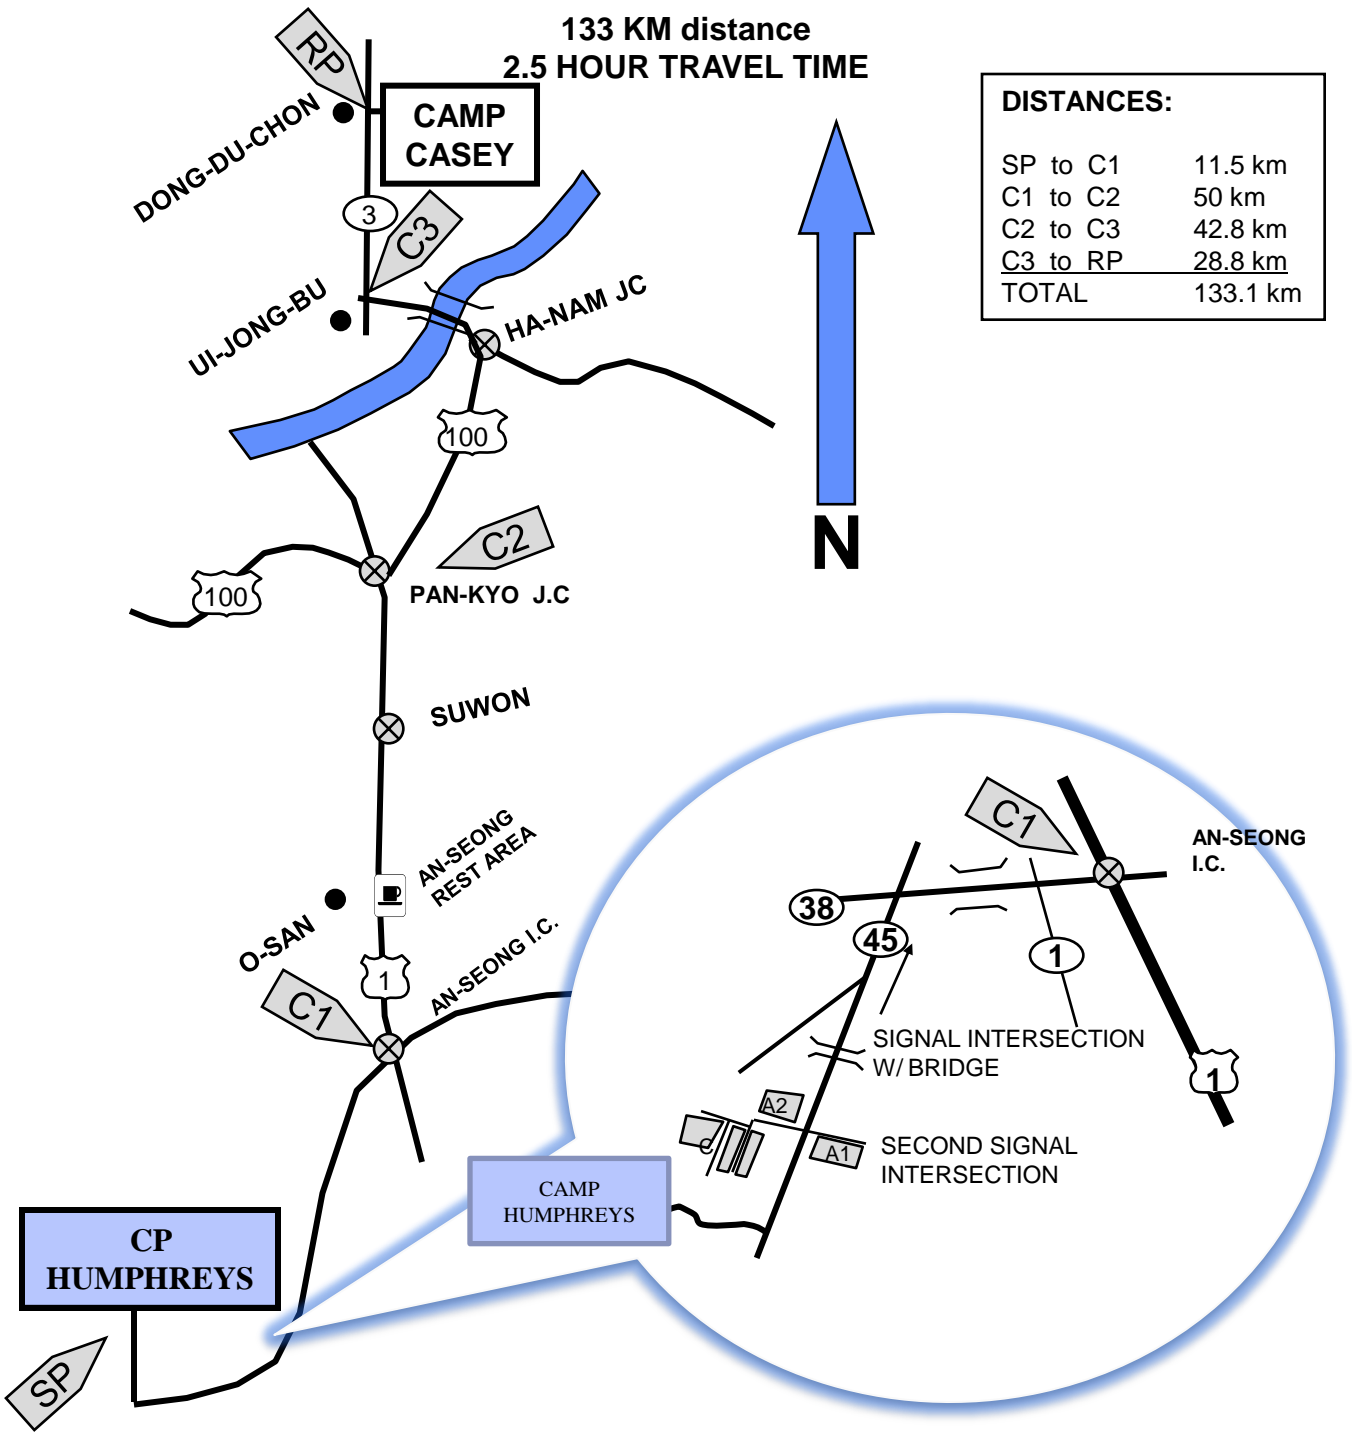 133 KM distance
2.5 HOUR TRAVEL TIME
RP
CAMP
CASEY
DONG-DU-CHON
3
C3
UI-JONG-BU
HA-NAM JC
100
C2
PAN-KYO J.C
100
N
DISTANCES:
SP to C1 11.5 km
C1 to C2 50 km
C2 to C3 42.8 km
C3 to RP 28.8 km
TOTAL 133.1 km
SUWON
AN-SEONG
REST AREA
O-SAN
1
AN-SEONG I.C.
C1
CP
HUMPHREYS
SP
C1
AN-SEONG
I.C.
38
45
1
SIGNAL INTERSECTION
W/ BRIDGE
1
A2
C
A1
SECOND SIGNAL
INTERSECTION
CAMP
HUMPHREYS